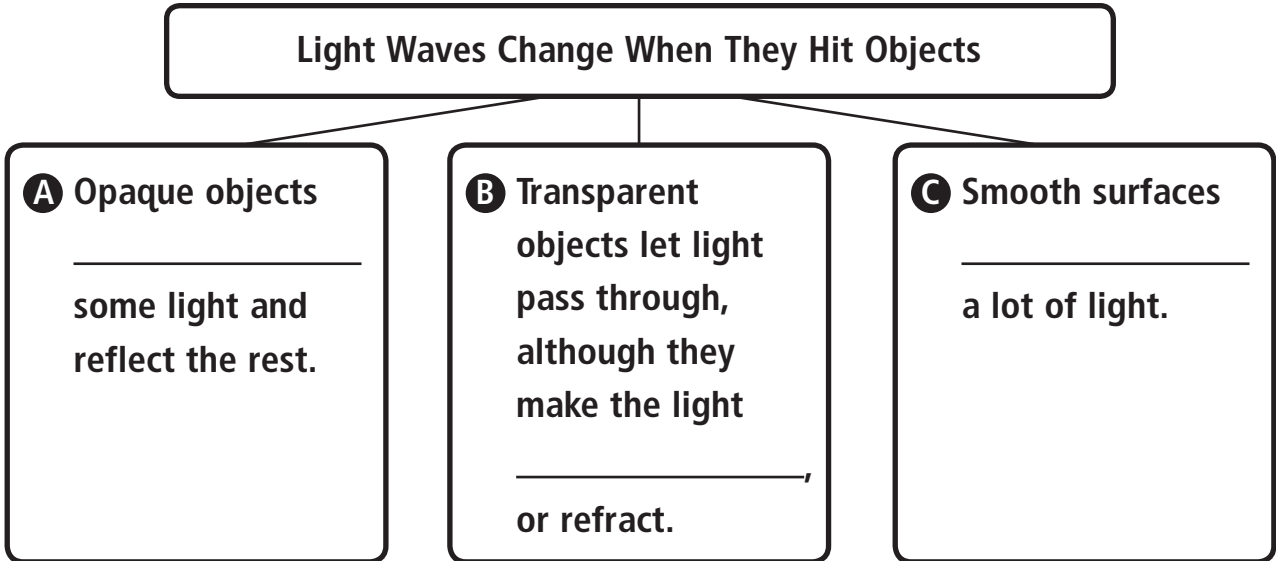 Light Waves Change When They Hit Objects
A Opaque objects
some light and
reflect the rest.
B Transparent
objects let light
pass through,
although they
make the light
,
or refract.
C Smooth surfaces
a lot of light.